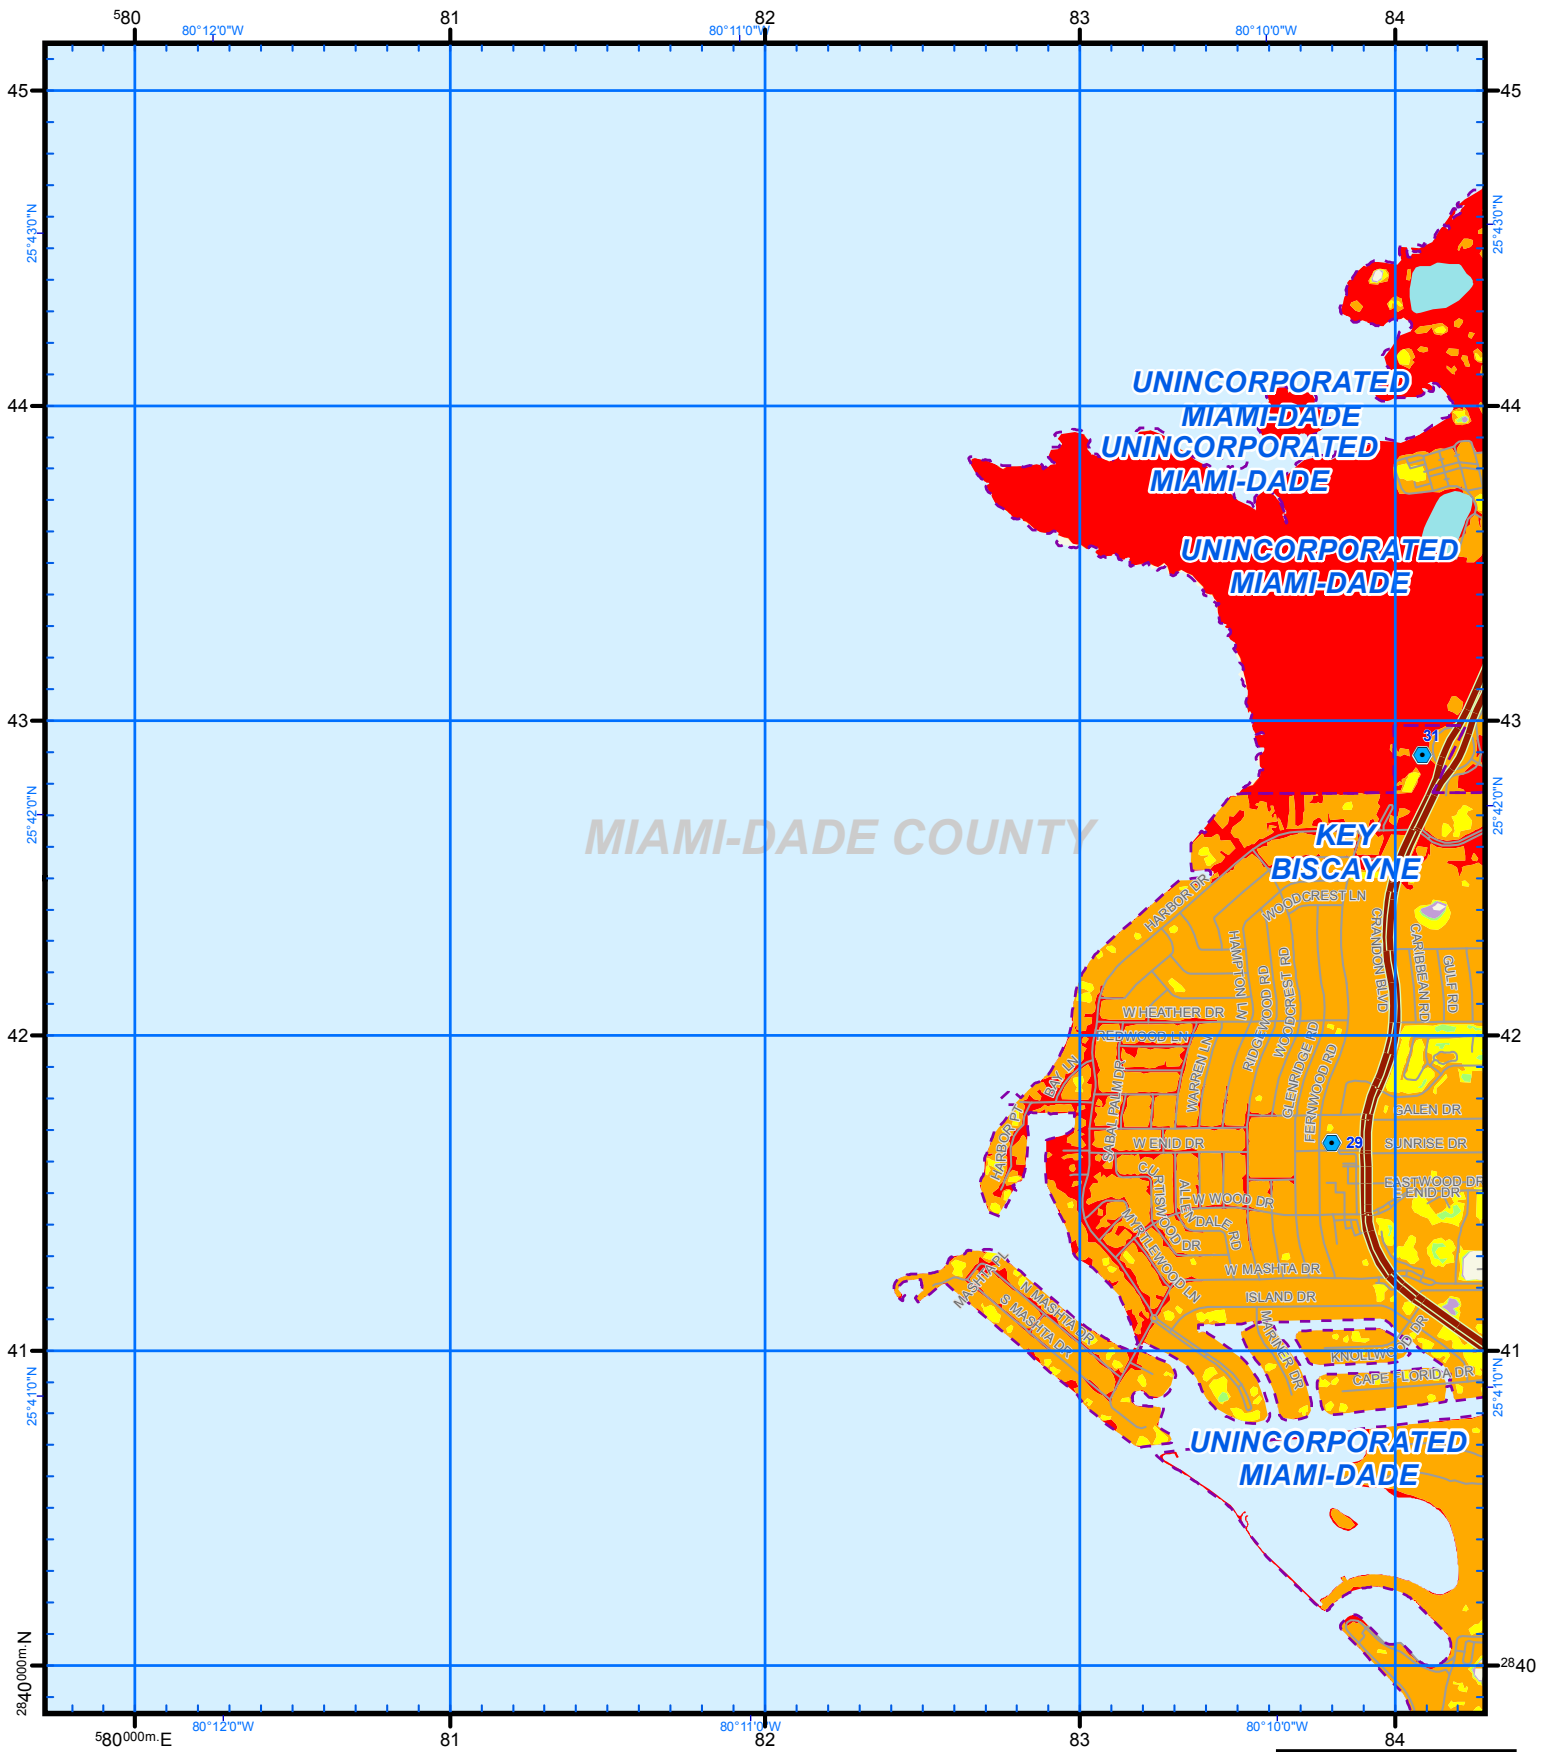 580 81 82 83 84
80°12'0"W 80°11'0"W 80°10'0"W
45 45
25°43'0"N 25°43'0"N
UNINCORPORATED
MIAMI-DADE
44 44
UNINCORPORATED
MIAMI-DADE
UNINCORPORATED
MIAMI-DADE
43 43
31
25°42'0"N 25°42'0"N
MIAMI-DADE COUNTY
KEY
BISCAYNE
HARBOR DR
WOODCREST LN
CRANDON BLVD
CARIBBEAN RD
GULF RD
HAMPTON LN
RIDGEWOOD RD
WOODCREST RD
W HEATHER DR
42 42
REDWOOD LN
GLENRIDGE RD
FERNWOOD RD
BAY LN
SABAL PALM DR
WARREN LN
GALEN DR
HARBOR PT
W ENID DR
29
SUNRISE DR
EASTWOOD DR
E ENID DR
CURTISWOOD DR
ALLENDALE RD
W WOOD DR
MYRTLEWOOD LN
W MASHTA DR
MASHTA PL
N MASHTA DR
S MASHTA DR
ISLAND DR
MARINER DR
KNOLLWOOD DR
41 41
CAPE FLORIDA DR
25°41'0"N 25°41'0"N
UNINCORPORATED
MIAMI-DADE
2840000m.N 2840
80°12'0"W 80°11'0"W 80°10'0"W
580000m.E 81 82 83 84